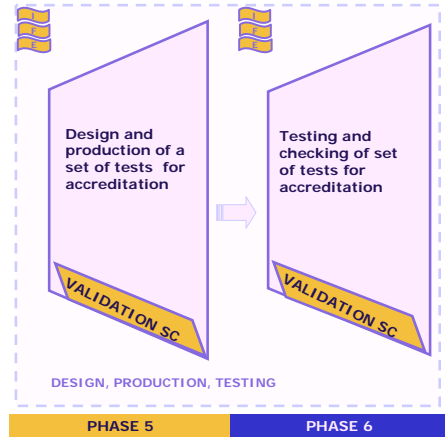 I
F
E
I
F
E
Design and
production of a
set of tests for
accreditation
Testing and
checking of set
of tests for
accreditation
VALIDATION SC
VALIDATION SC
DESIGN, PRODUCTION, TESTING
PHASE 5
PHASE 6